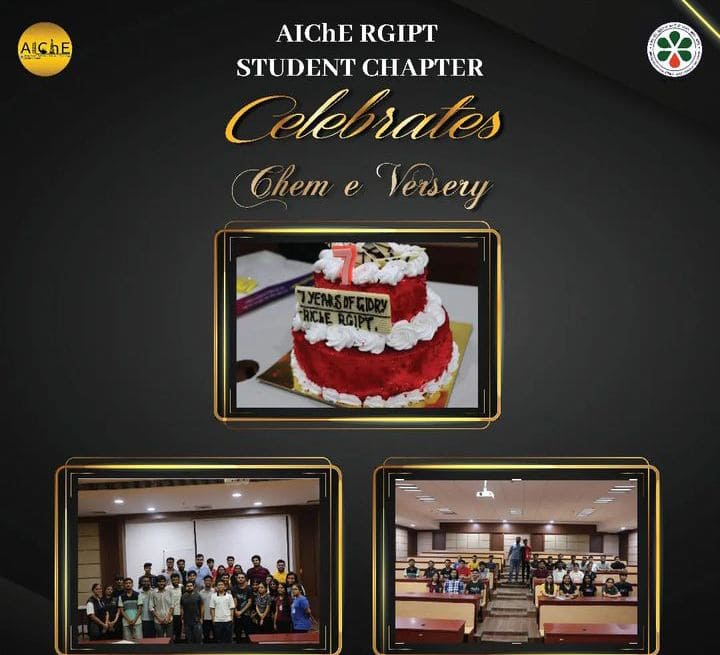 AIChE
AIChE RGIPT
STUDENT CHAPTER
Celebrates
Chem e Versery
7
7 YEARS OF GlORY
AIChE RGIPT.